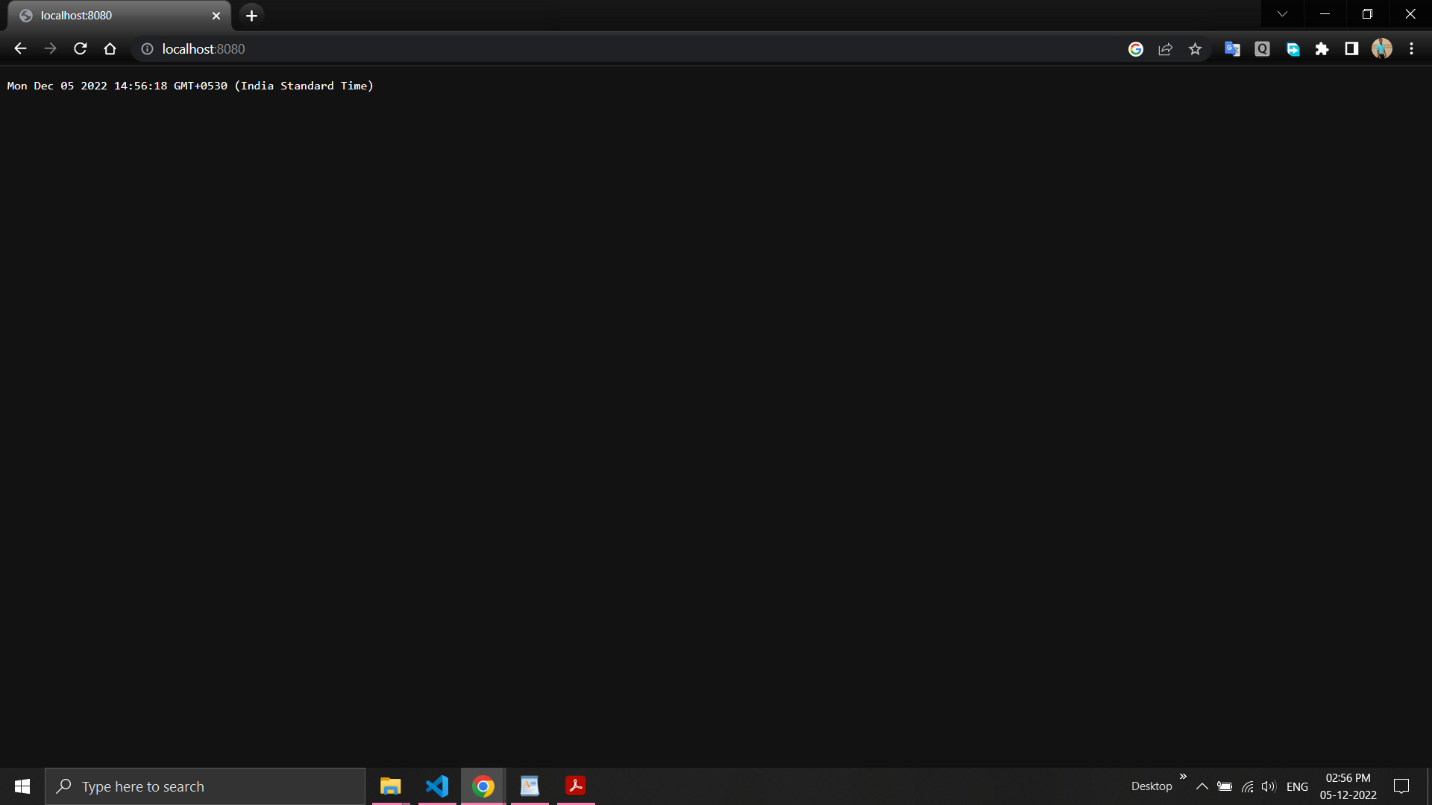 localhost:8080
localhost:8080
Mon Dec 05 2022 14:56:18 GMT+0530 (India Standard Time)
Type here to search
Desktop
ENG
02:56 PM
05-12-2022